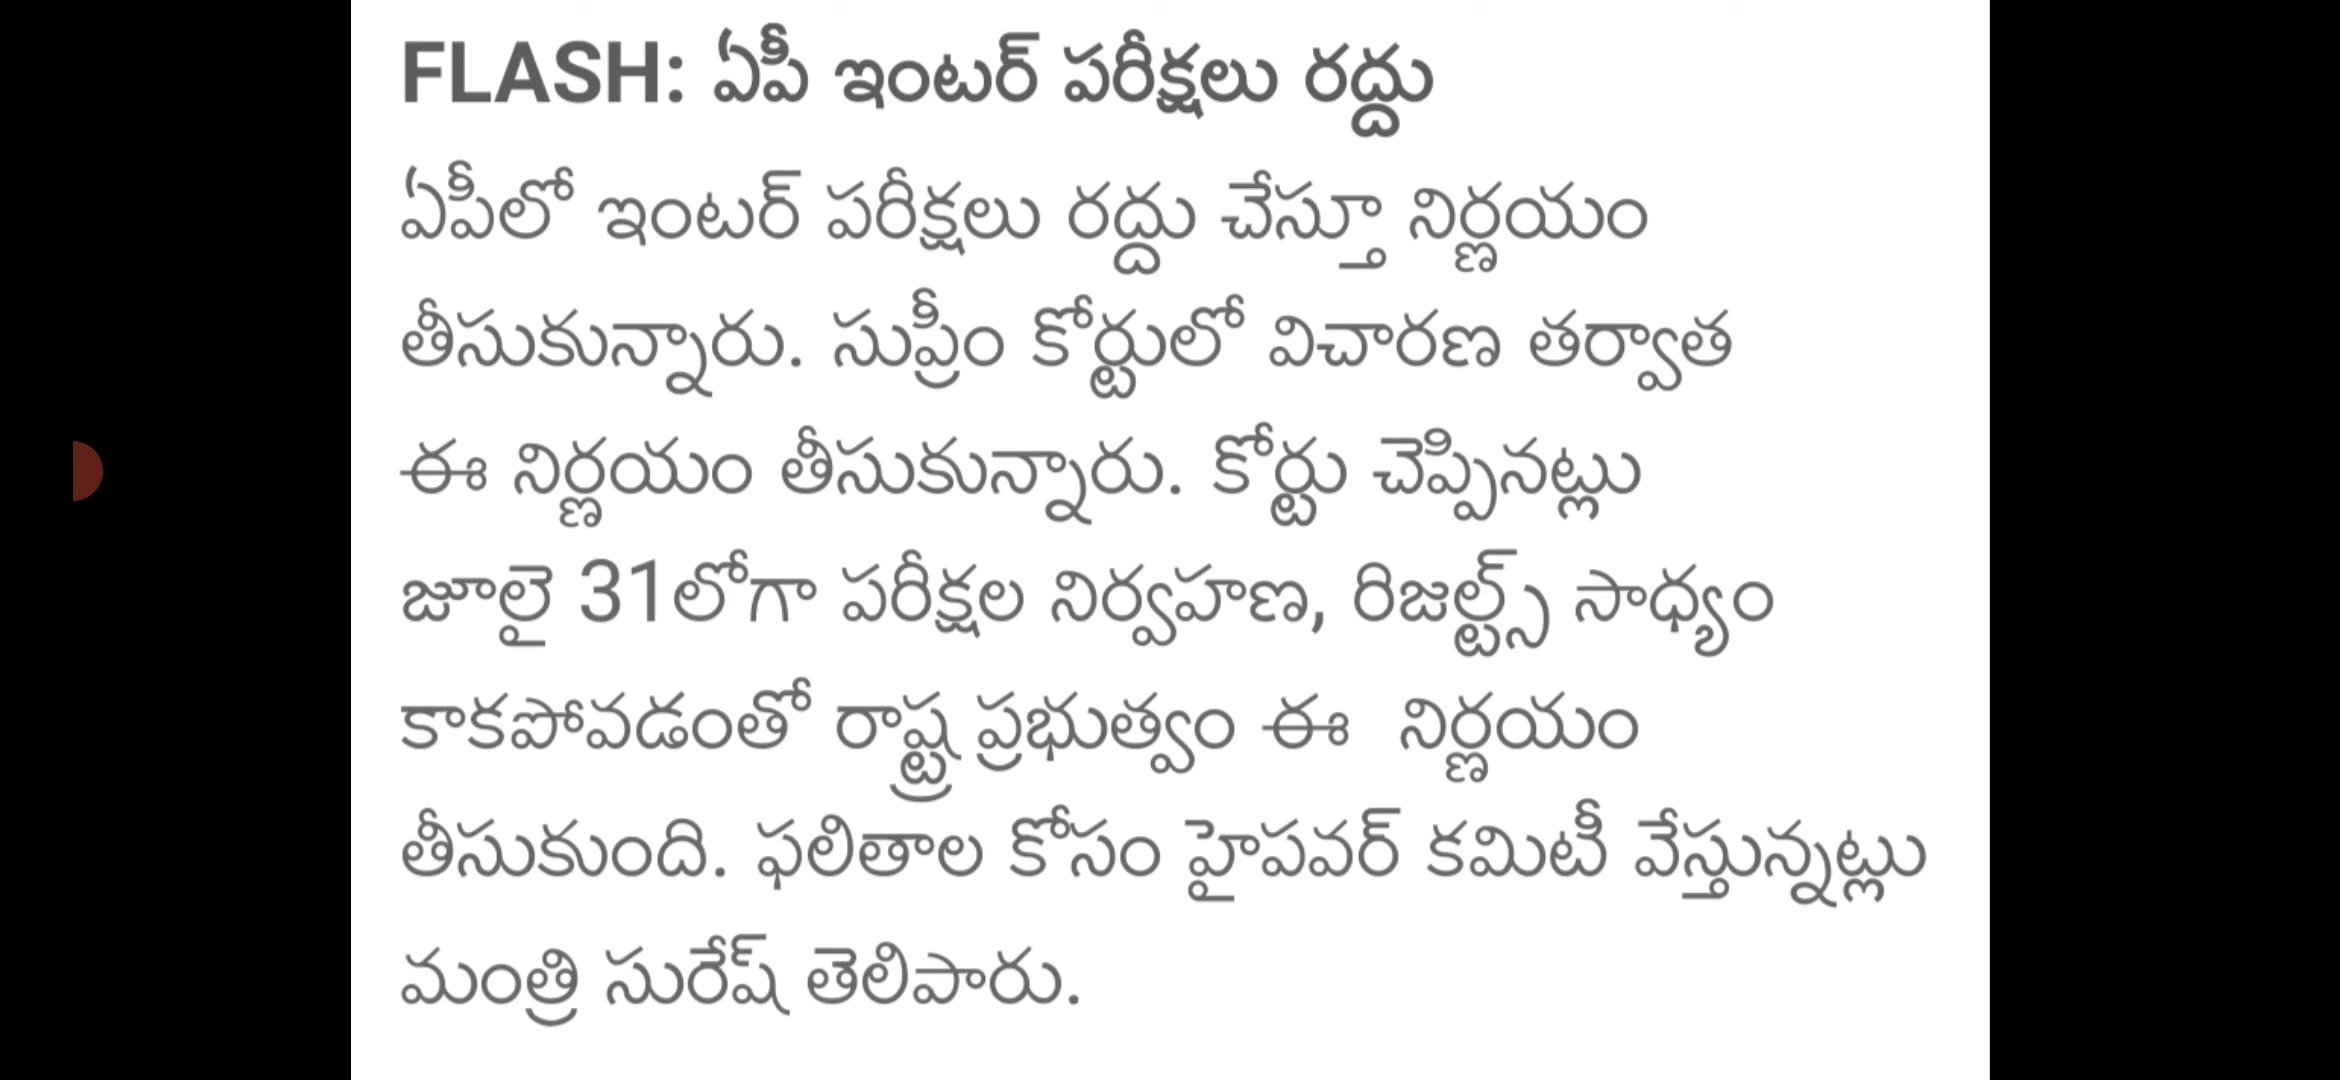 FLASH: ఏపీ ఇంటర్ పరీక్షలు రద్దు
ఏపీలో ఇంటర్ పరీక్షలు రద్దు చేస్తూ నిర్ణయం
తీసుకున్నారు. సుప్రీం కోర్టులో విచారణ తర్వాత
ఈ నిర్ణయం తీసుకున్నారు. కోర్టు చెప్పినట్లు
జూలై 31లోగా పరీక్షల నిర్వహణ, రిజల్ట్స్ సాధ్యం
కాకపోవడంతో రాష్ట్ర ప్రభుత్వం ఈ నిర్ణయం
తీసుకుంది. ఫలితాల కోసం హైపవర్ కమిటీ వేస్తున్నట్లు
మంత్రి సురేష్ తెలిపారు.